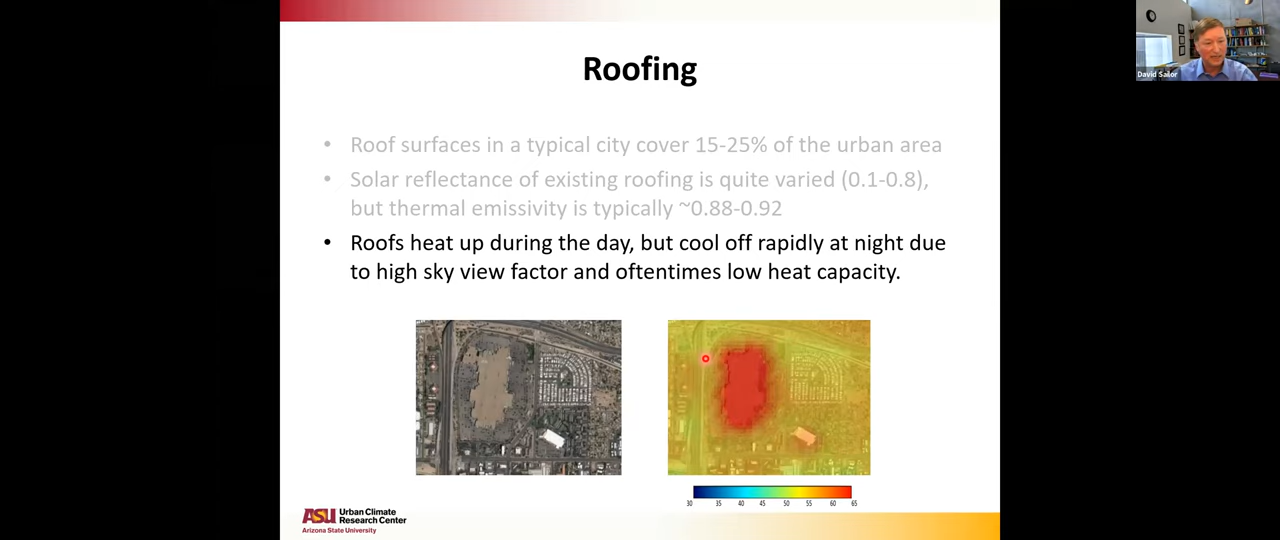 Roofing
David Sailor
• Roof surfaces in a typical city cover 15-25% of the urban area
• Solar reflectance of existing roofing is quite varied (0.1-0.8),
but thermal emissivity is typically ~0.88-0.92
• Roofs heat up during the day, but cool off rapidly at night due
to high sky view factor and oftentimes low heat capacity.
30 35 40 45 50 55 60 65
ASU Urban Climate
Research Center
Arizona State University